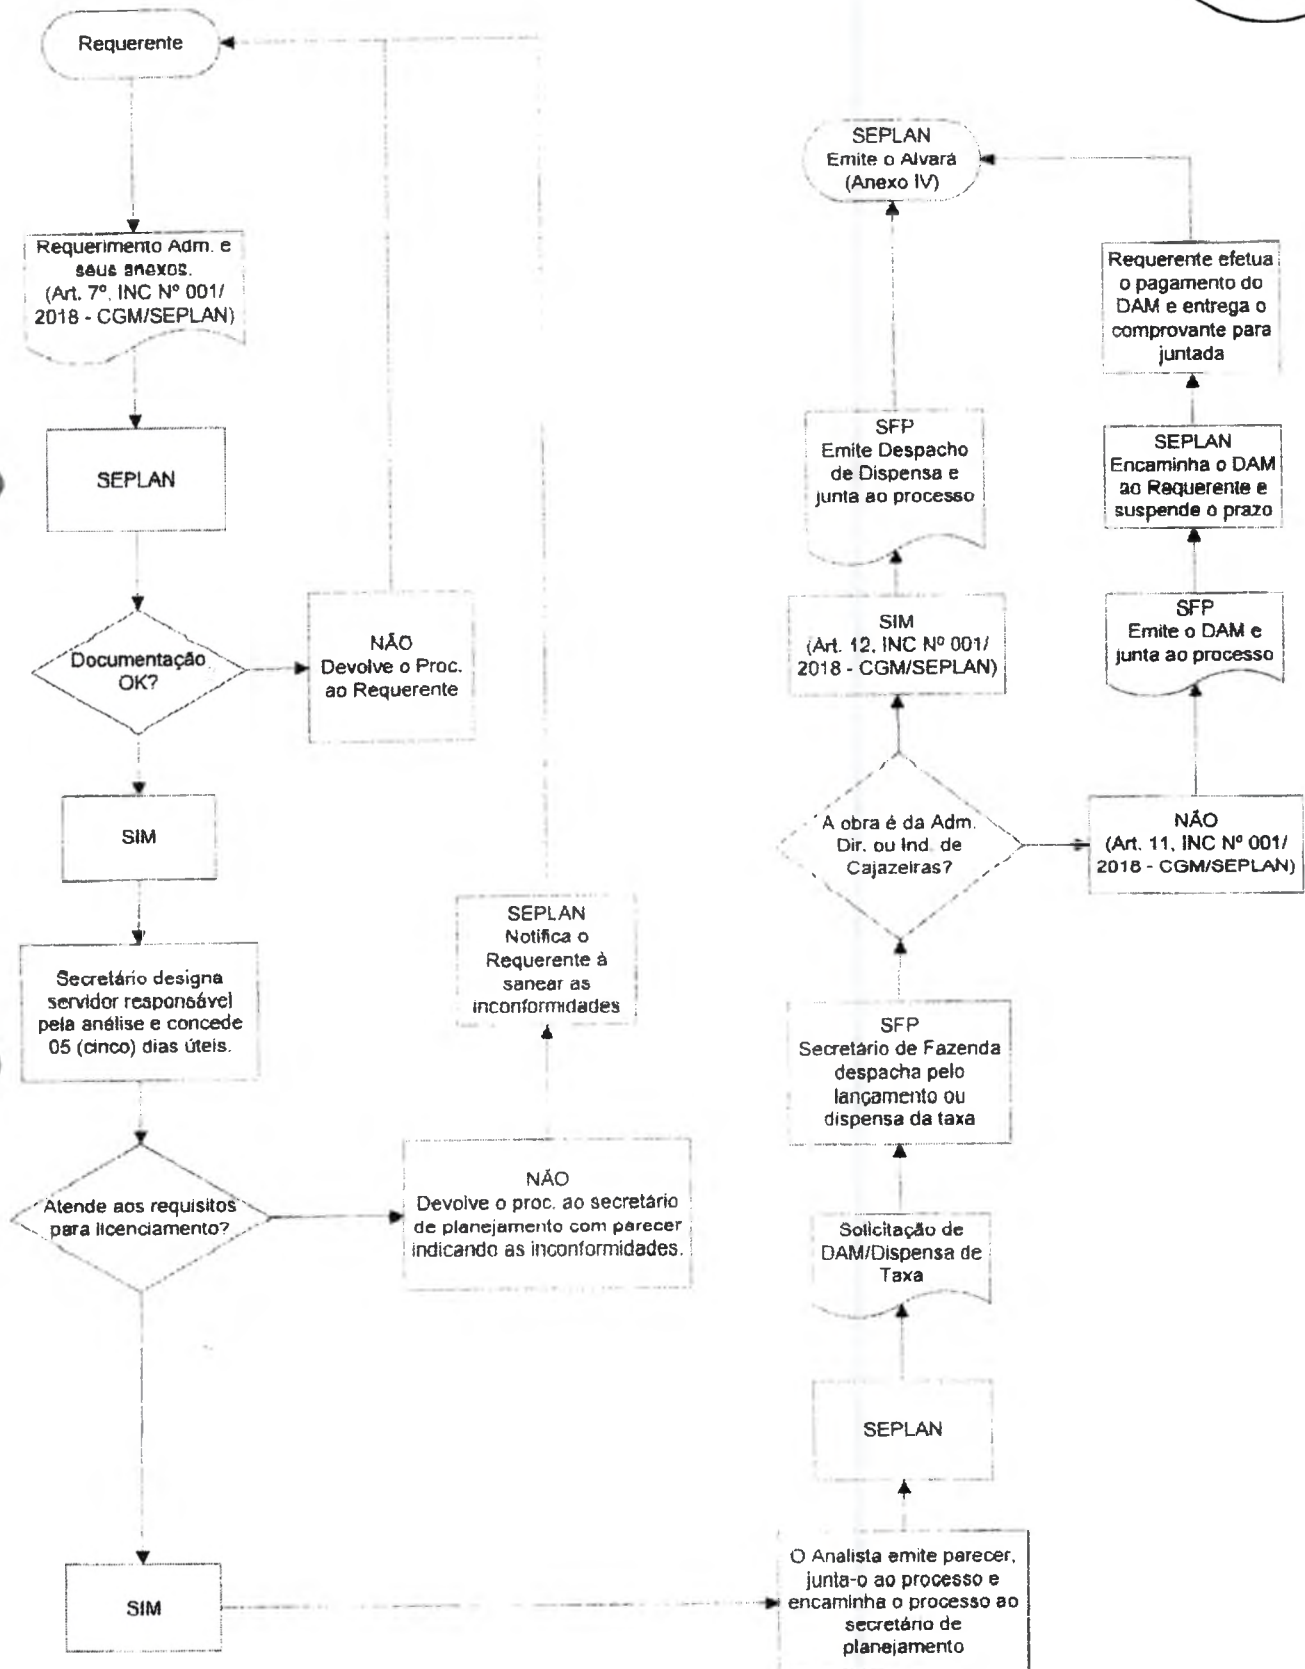 Requerente
Requerimento Adm. e
seus anexos.
(Art. 7º, INC Nº 001/
2018 - CGM/SEPLAN)
SEPLAN
Documentação
OK?
NÃO
Devolve o Proc.
ao Requerente
SIM
Secretário designa
servidor responsável
pela análise e concede
05 (cinco) dias úteis.
Atende aos requisitos
para licenciamento?
NÃO
Devolve o proc. ao secretário
de planejamento com parecer
indicando as inconformidades.
SEPLAN
Notifica o
Requerente à
sanear as
inconformidades
SIM
O Analista emite parecer,
junta-o ao processo e
encaminha o processo ao
secretário de
planejamento
SEPLAN
Solicitação de
DAM/Dispensa de
Taxa
SFP
Secretário de Fazenda
despacha pelo
lançamento ou
dispensa da taxa
A obra é da Adm.
Dir. ou Ind. de
Cajazeiras?
SIM
(Art. 12, INC Nº 001/
2018 - CGM/SEPLAN)
SFP
Emite Despacho
de Dispensa e
junta ao processo
NÃO
(Art. 11, INC Nº 001/
2018 - CGM/SEPLAN)
SFP
Emite o DAM e
junta ao processo
SEPLAN
Encaminha o DAM
ao Requerente e
suspende o prazo
Requerente efetua
o pagamento do
DAM e entrega o
comprovante para
juntada
SEPLAN
Emite o Alvará
(Anexo IV)